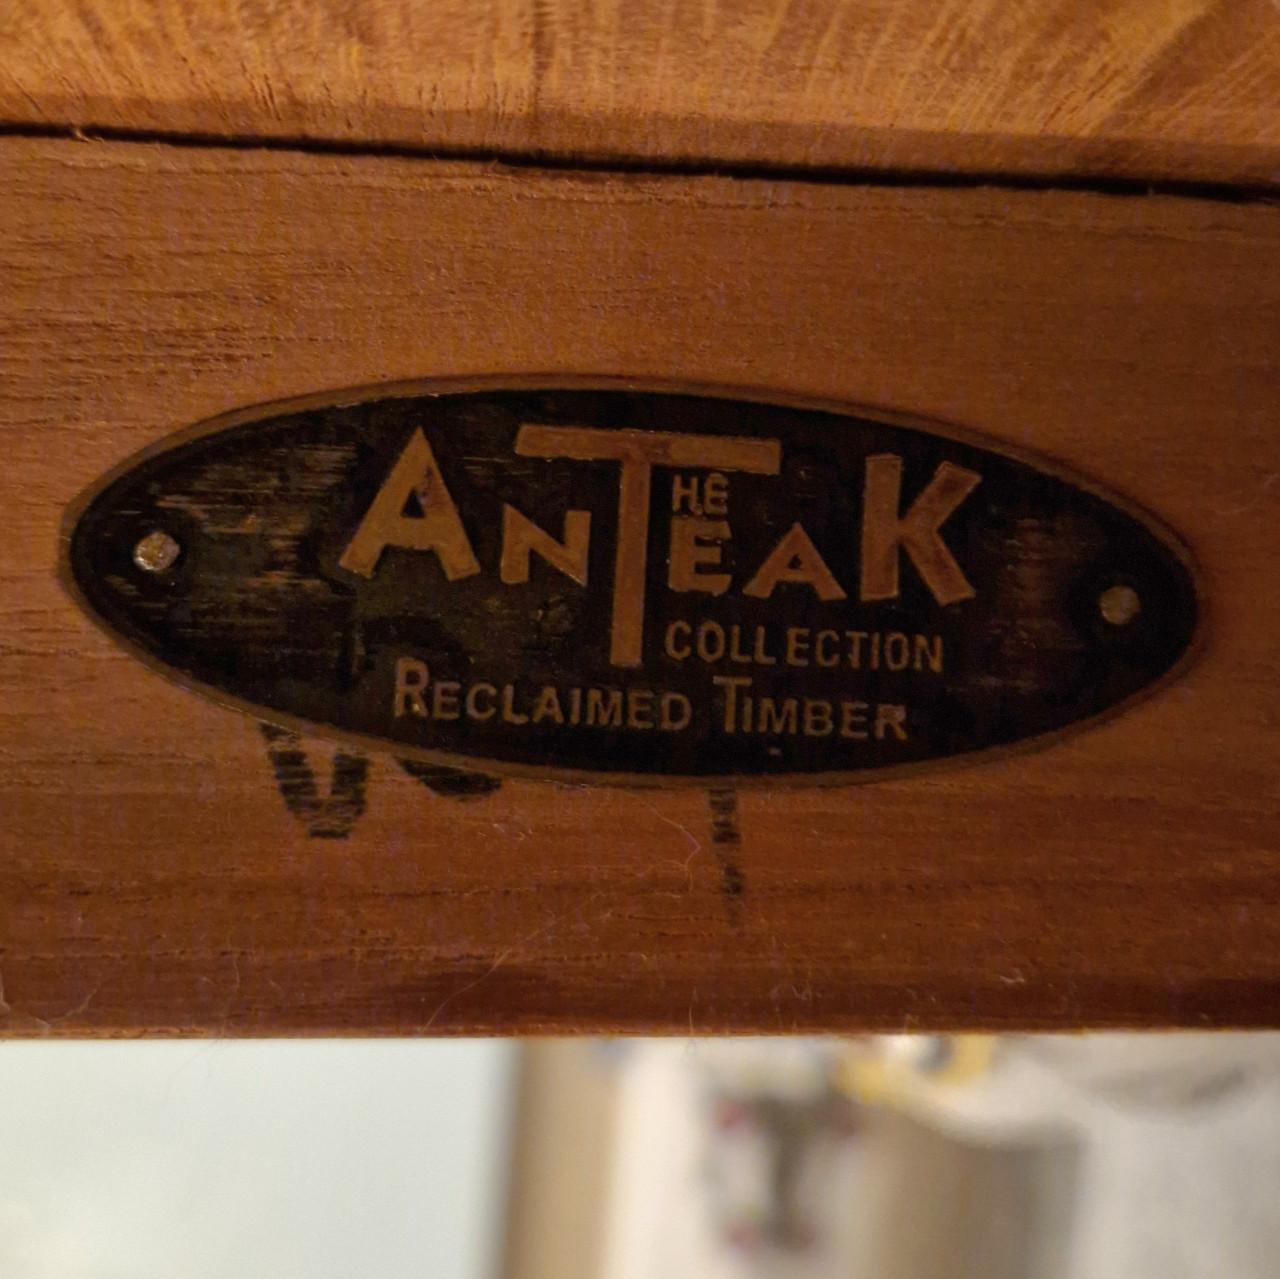 THE
ANTEAK
COLLECTION
RECLAIMED TIMBER